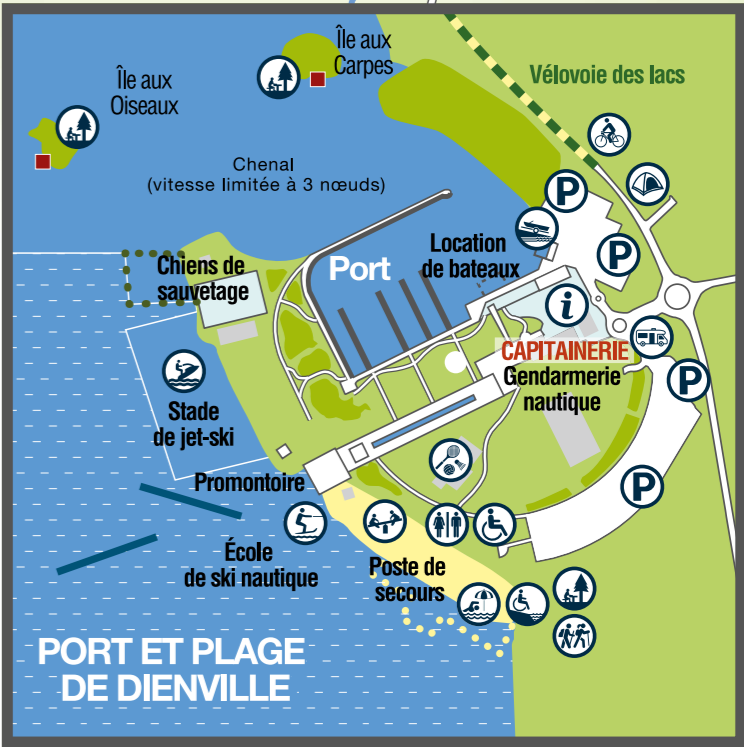 Île aux
Carpes
Île aux
Oiseaux
Vélovoie des lacs
Chenal
(vitesse limitée à 3 nœuds)
P
Location
de bateaux
Port
P
Chiens de
sauvetage
i
CAPITAINERIE
Gendarmerie
nautique
P
Stade
de jet-ski
Promontoire
P
École
de ski nautique
Poste de
secours
PORT ET PLAGE
DE DIENVILLE